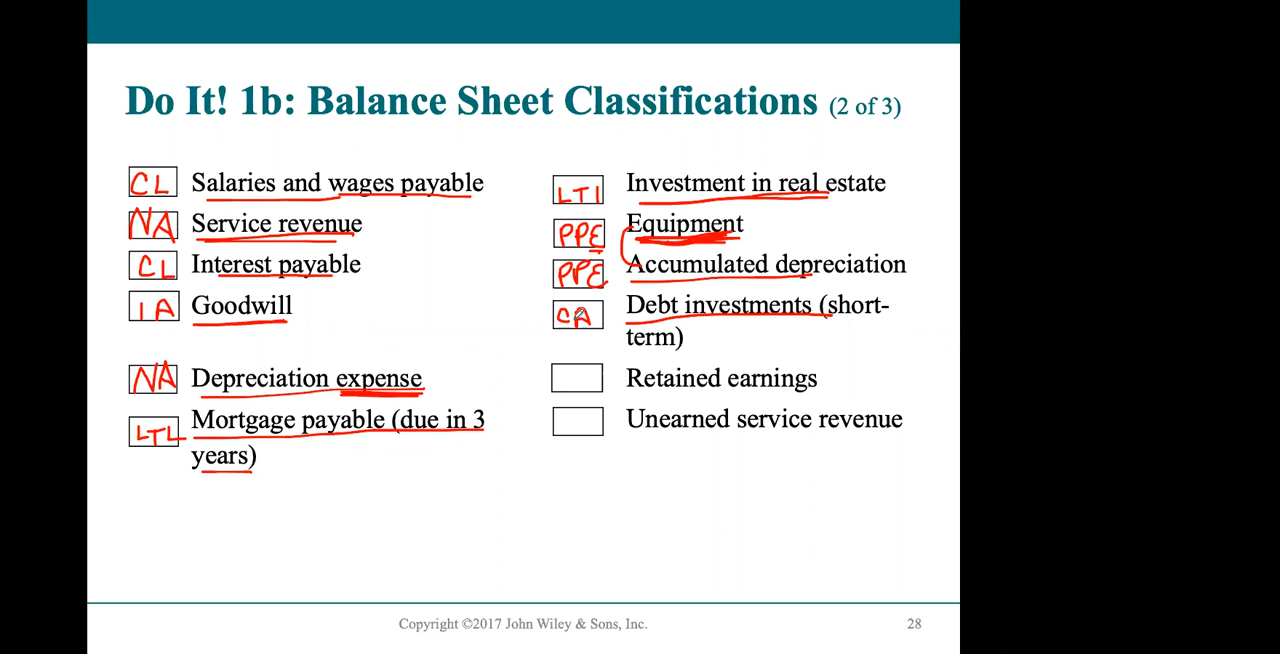 Do It! 1b: Balance Sheet Classifications (2 of 3)
CL Salaries and wages payable
NA Service revenue
CL Interest payable
IA Goodwill
NA Depreciation expense
LTL Mortgage payable (due in 3
years)
LTI Investment in real estate
PPE Equipment
PPE Accumulated depreciation
CA Debt investments (short-
term)
Retained earnings
Unearned service revenue
Copyright ©2017 John Wiley & Sons, Inc.
28